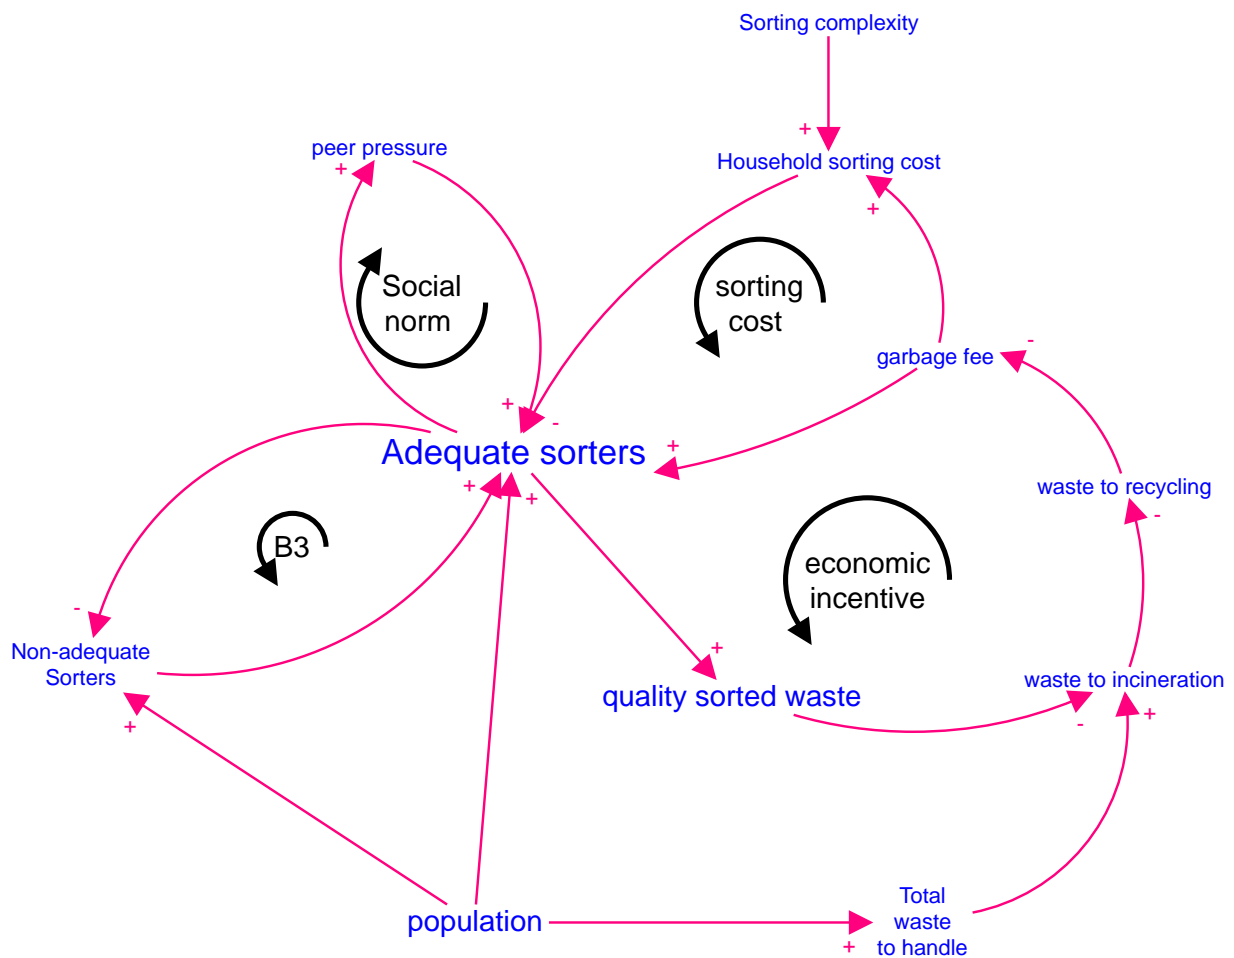 Sorting complexity
+
peer pressure
+
Household sorting cost
+
Social
norm
sorting
cost
-
garbage fee
+
-
+
Adequate sorters
+
+
waste to recycling
-
B3
economic
incentive
-
Non-adequate
Sorters
+
+
quality sorted waste
waste to incineration
-
+
population
Total
waste
to handle
+